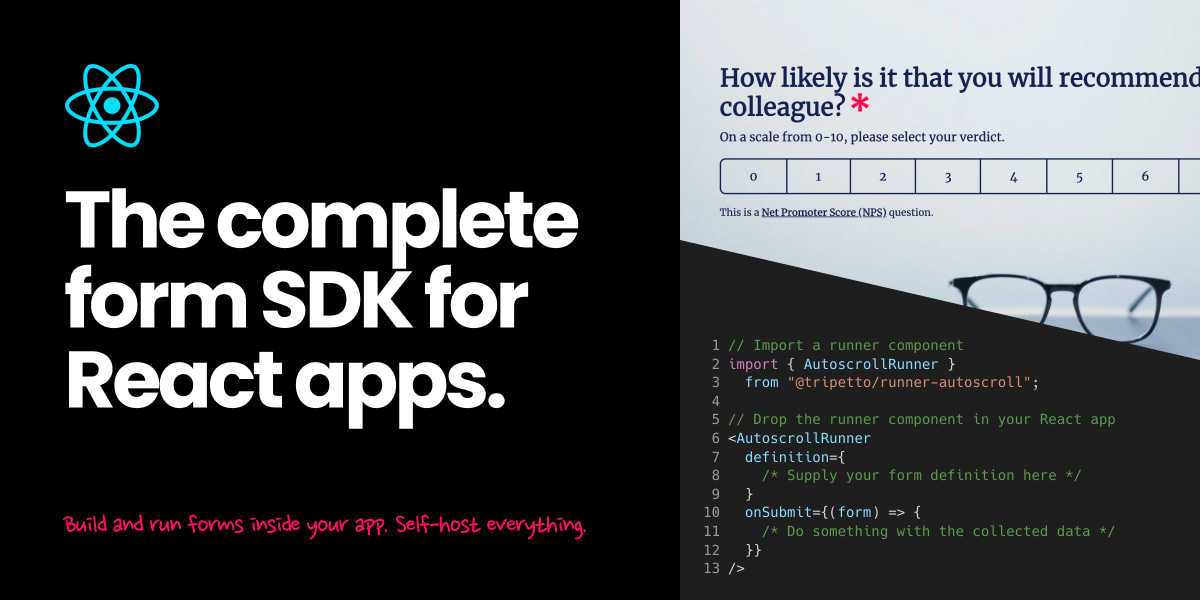 The complete
form SDK for
React apps.
Build and run forms inside your app. Self-host everything.
How likely is it that you will recommend
colleague? *
On a scale from 0-10, please select your verdict.
0 1 2 3 4 5 6
This is a Net Promoter Score (NPS) question.
1 // Import a runner component
2 import { AutoscrollRunner }
3   from "@tripetto/runner-autoscroll";
4
5 // Drop the runner component in your React app
6 <AutoscrollRunner
7   definition={
8     /* Supply your form definition here */
9   }
10   onSubmit={(form) => {
11     /* Do something with the collected data */
12   }}
13 />